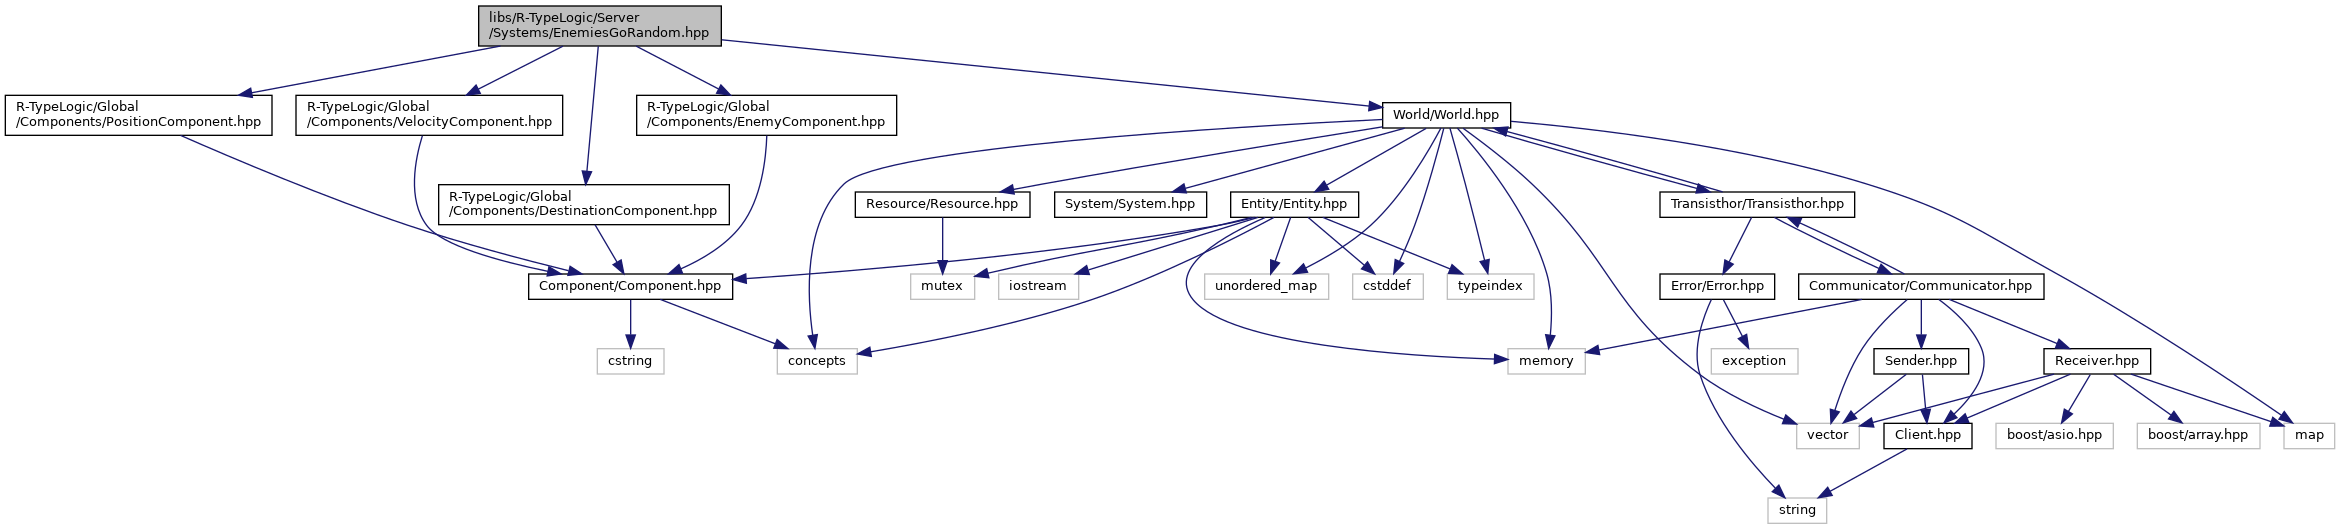 libs/R-TypeLogic/Server
/Systems/EnemiesGoRandom.hpp
R-TypeLogic/Global
/Components/PositionComponent.hpp
R-TypeLogic/Global
/Components/VelocityComponent.hpp
R-TypeLogic/Global
/Components/EnemyComponent.hpp
World/World.hpp
R-TypeLogic/Global
/Components/DestinationComponent.hpp
Resource/Resource.hpp
System/System.hpp
Entity/Entity.hpp
Transisthor/Transisthor.hpp
Component/Component.hpp
mutex
iostream
unordered_map
cstddef
typeindex
Error/Error.hpp
Communicator/Communicator.hpp
cstring
concepts
memory
exception
Sender.hpp
Receiver.hpp
vector
Client.hpp
boost/asio.hpp
boost/array.hpp
map
string